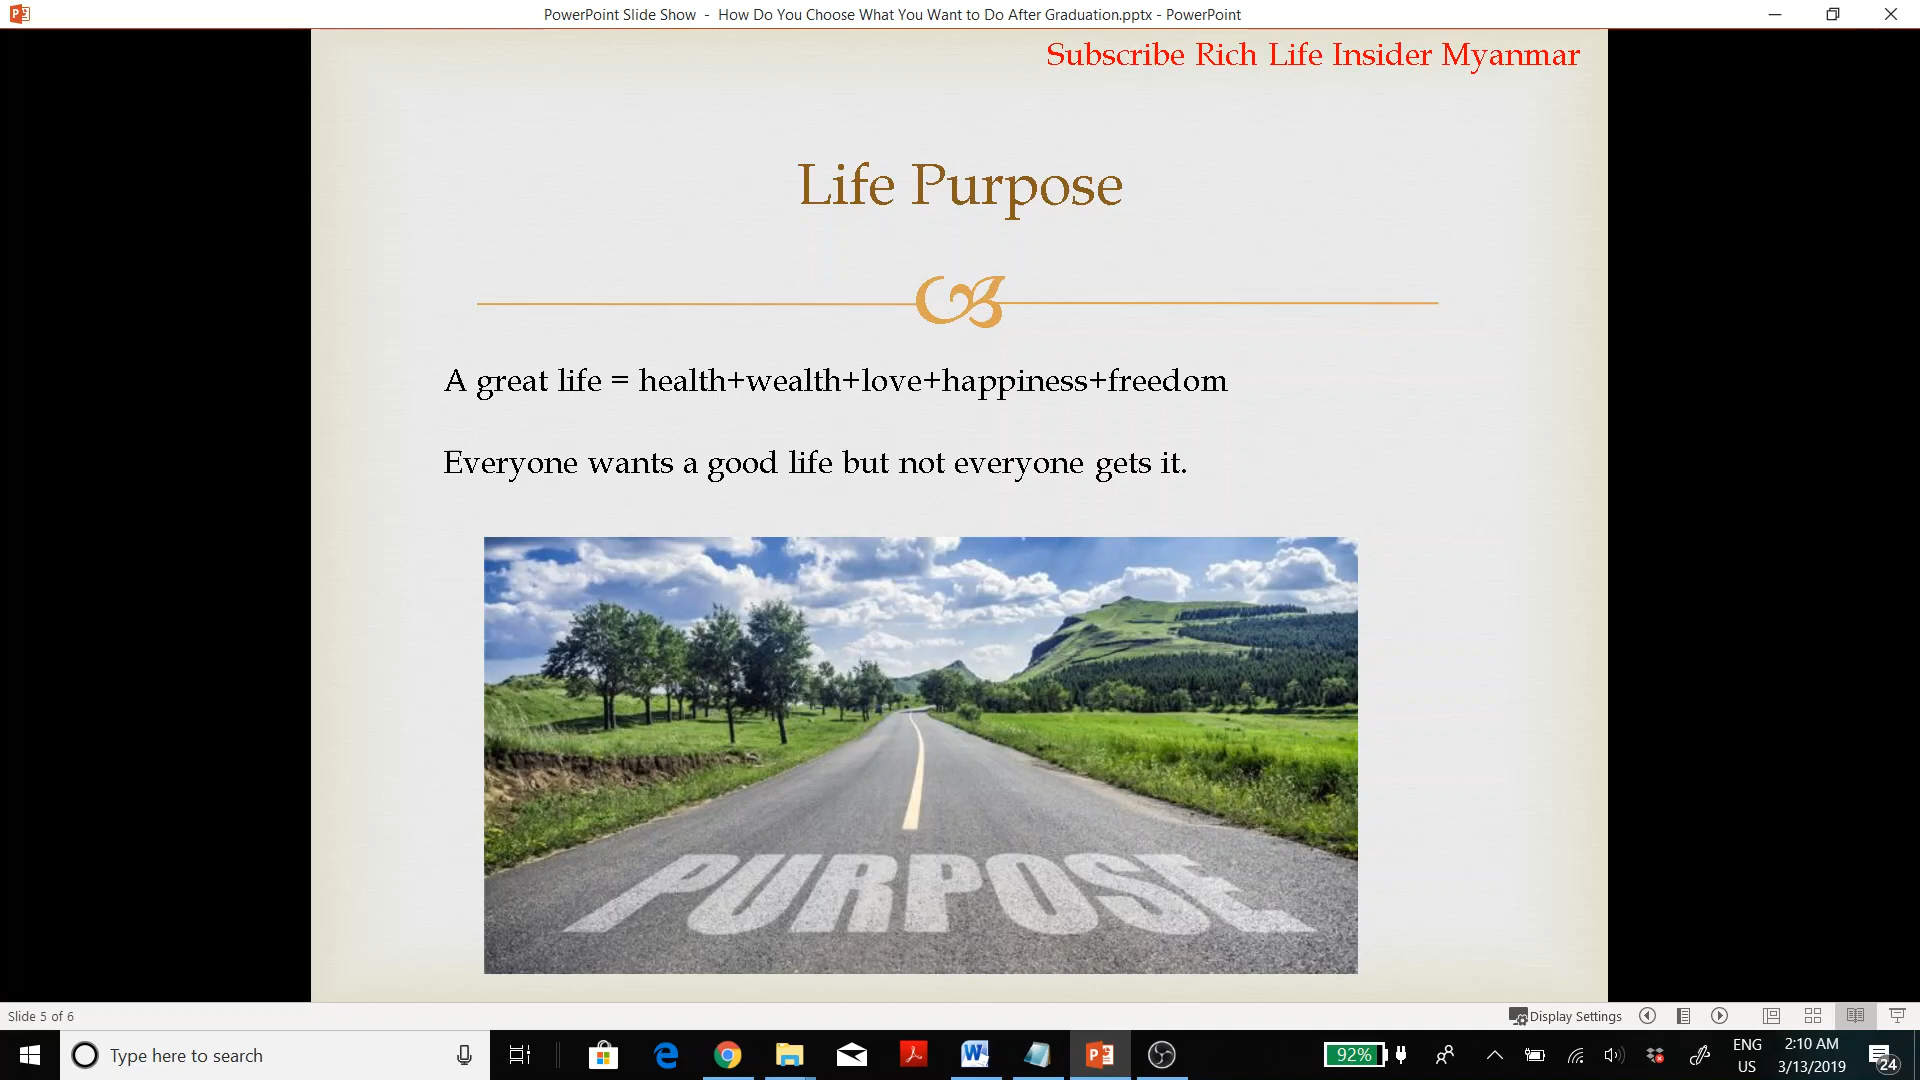 PowerPoint Slide Show - How Do You Choose What You Want to Do After Graduation.pptx - PowerPoint
Subscribe Rich Life Insider Myanmar
Life Purpose
A great life = health+wealth+love+happiness+freedom
Everyone wants a good life but not everyone gets it.
PURPOSE
Slide 5 of 6
Display Settings
Type here to search
92%
ENG
US
2:10 AM
3/13/2019
24